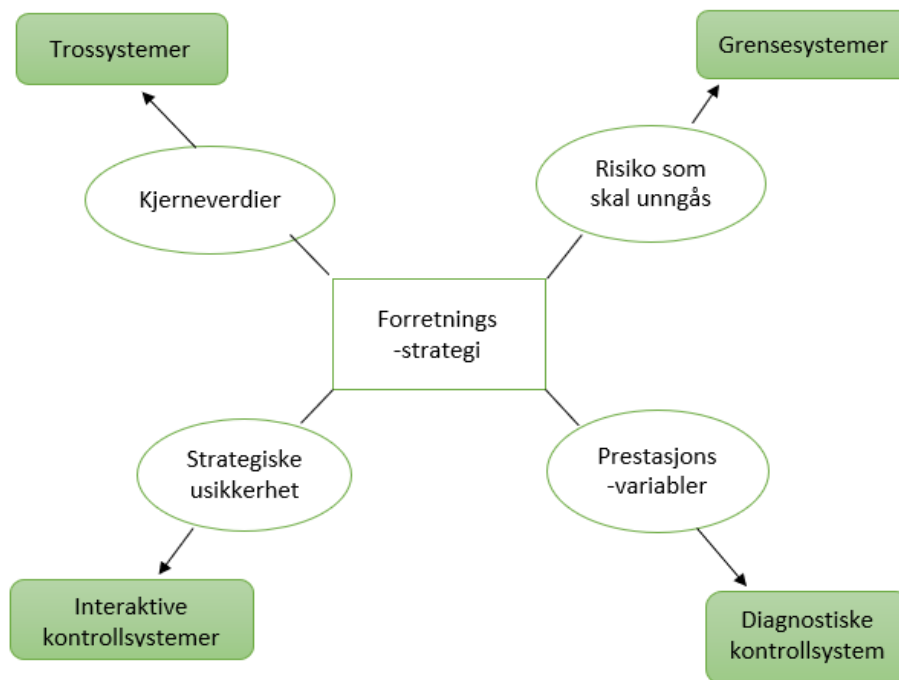 Trossystemer
Grensesystemer
Kjerneverdier
Risiko som
skal unngås
Forretnings
-strategi
Strategiske
usikkerhet
Prestasjons
-variabler
Interaktive
kontrollsystemer
Diagnostiske
kontrollsystem